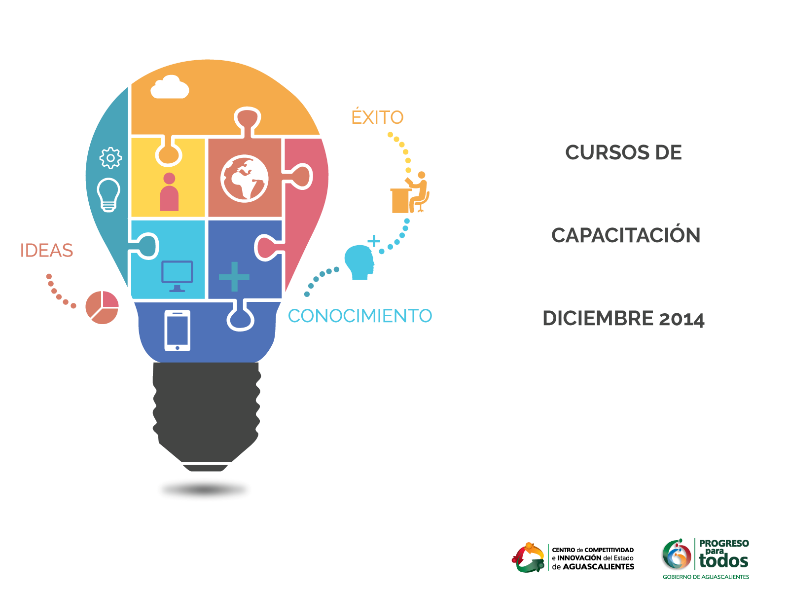 ÉXITO
IDEAS
CONOCIMIENTO
CURSOS DE
CAPACITACIÓN
DICIEMBRE 2014
CENTRO de COMPETITIVIDAD
e INNOVACIÓN del Estado
de AGUASCALIENTES
PROGRESO
para
todos
GOBIERNO DE AGUASCALIENTES